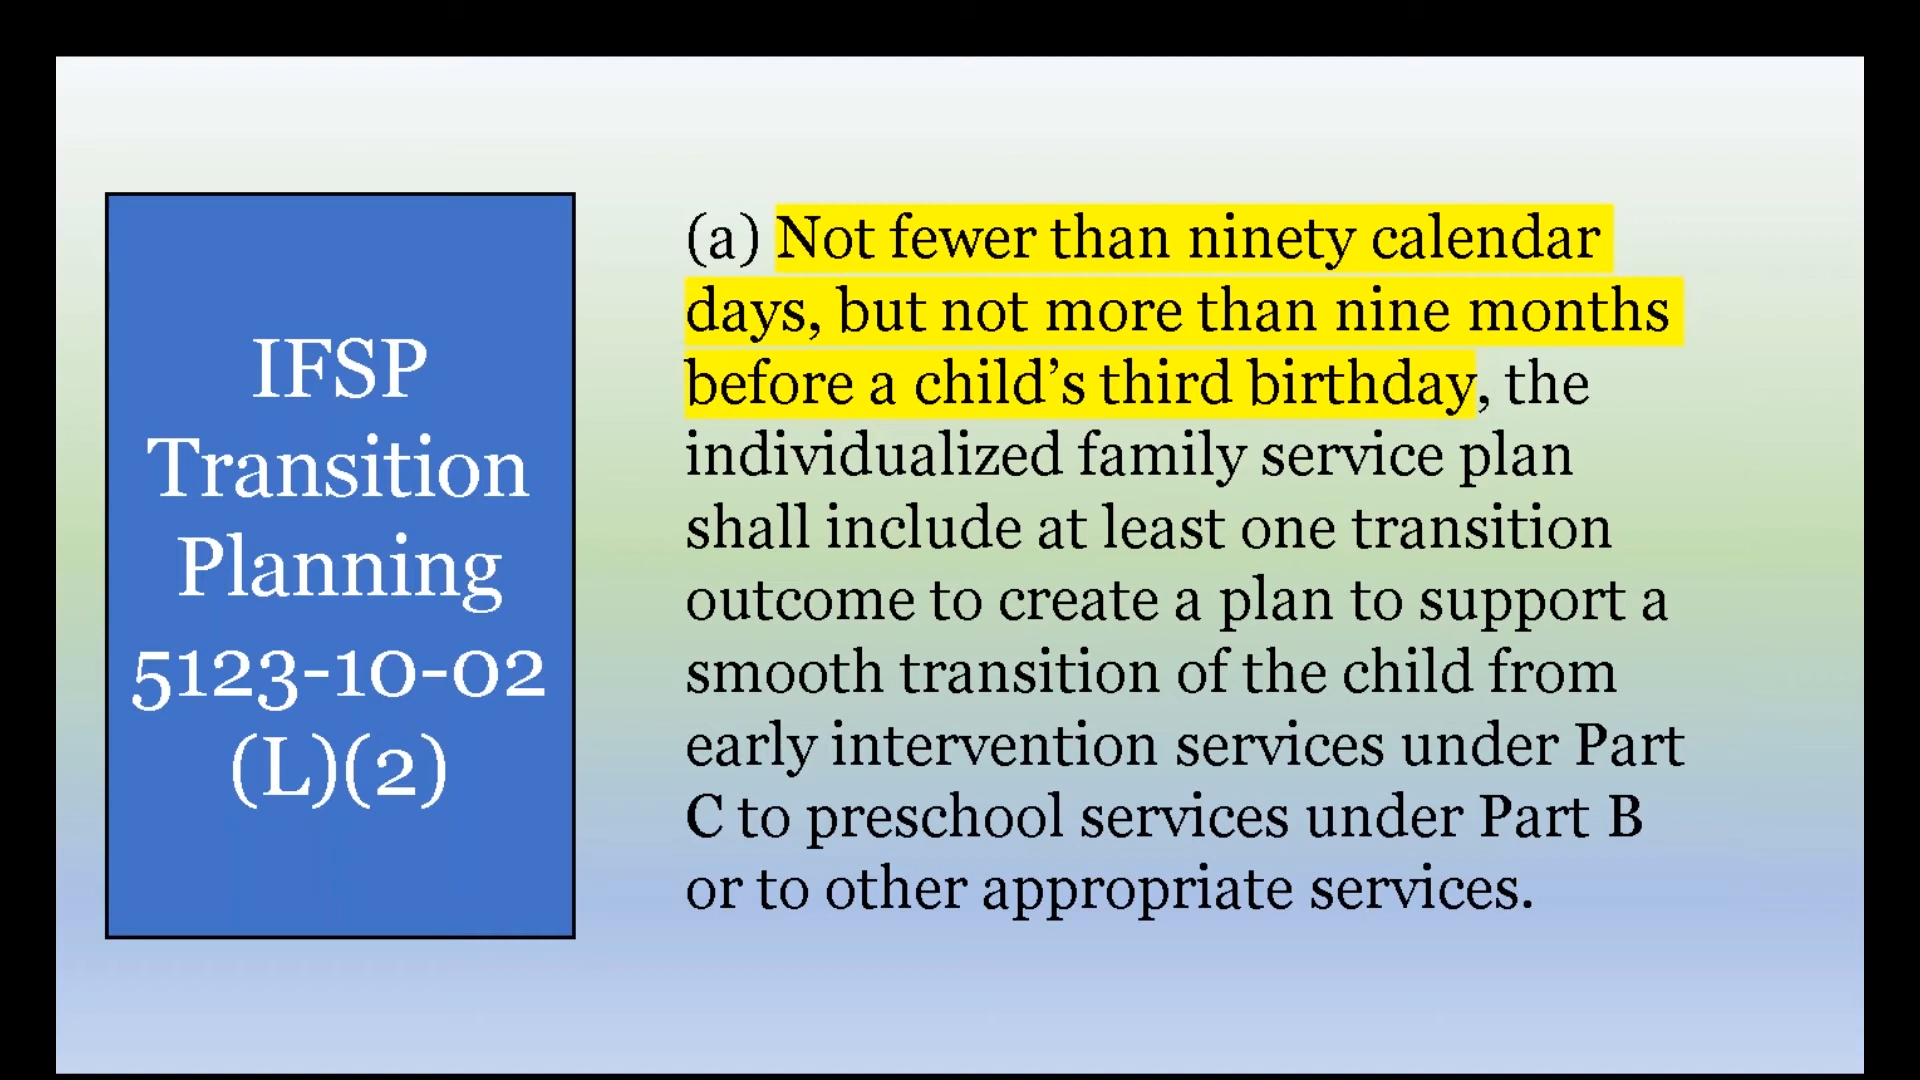 IFSP
Transition
Planning
5123-10-02
(L)(2)
(a) Not fewer than ninety calendar
days, but not more than nine months
before a child’s third birthday, the
individualized family service plan
shall include at least one transition
outcome to create a plan to support a
smooth transition of the child from
early intervention services under Part
C to preschool services under Part B
or to other appropriate services.